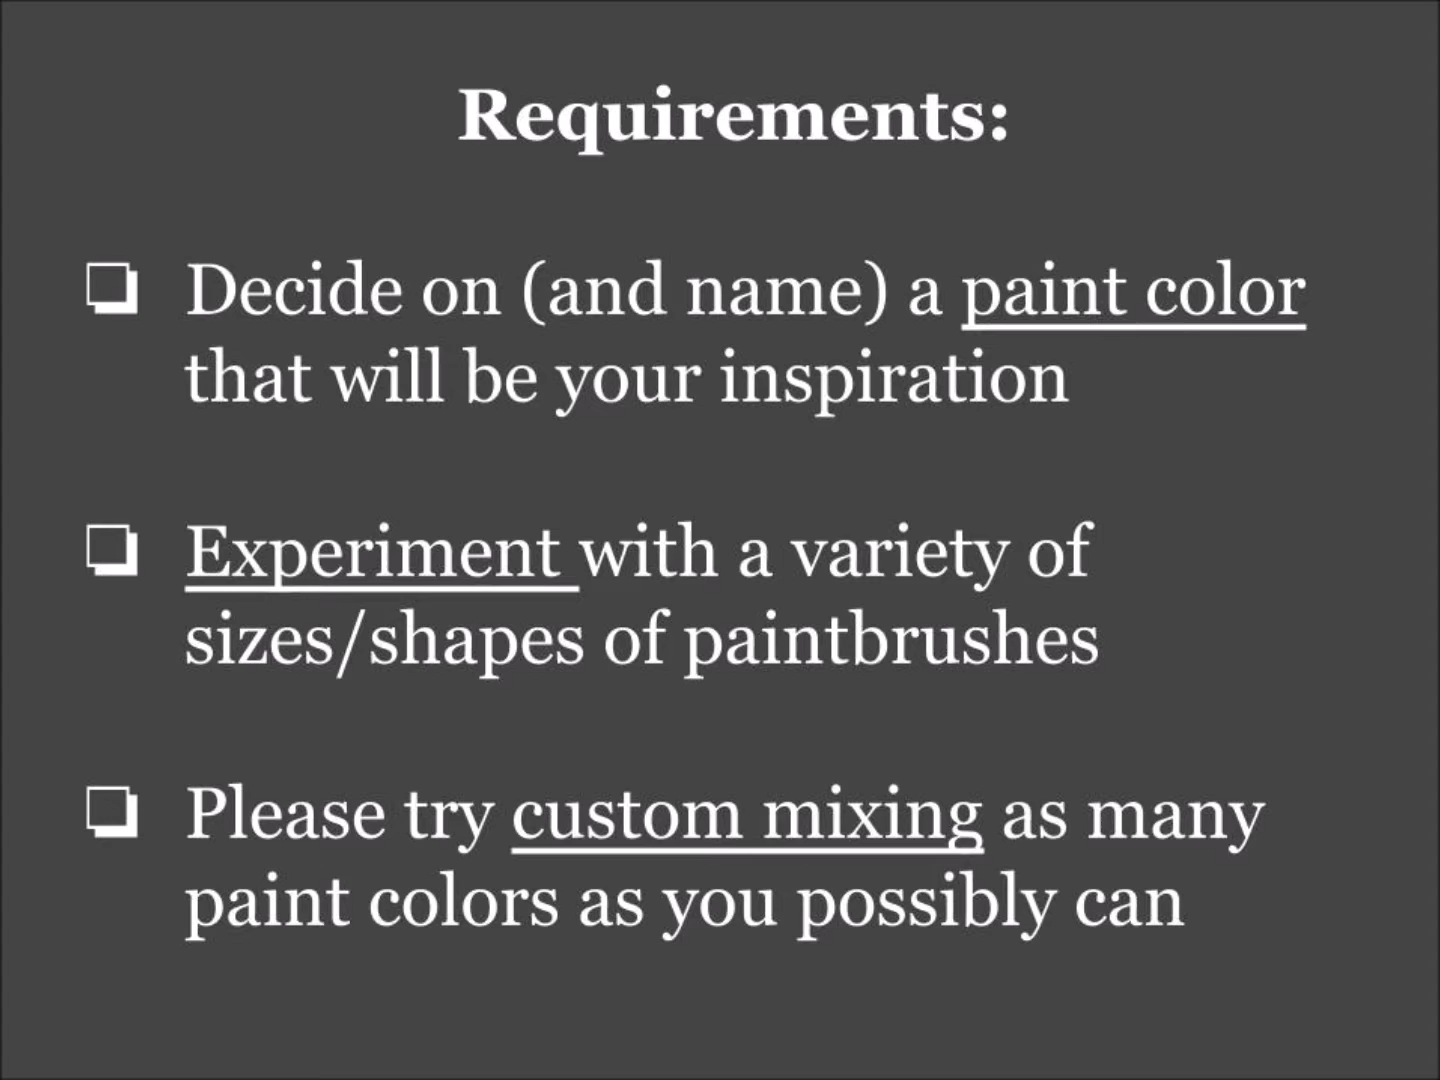 Requirements:
❏ Decide on (and name) a paint color
that will be your inspiration
❏ Experiment with a variety of
sizes/shapes of paintbrushes
❏ Please try custom mixing as many
paint colors as you possibly can